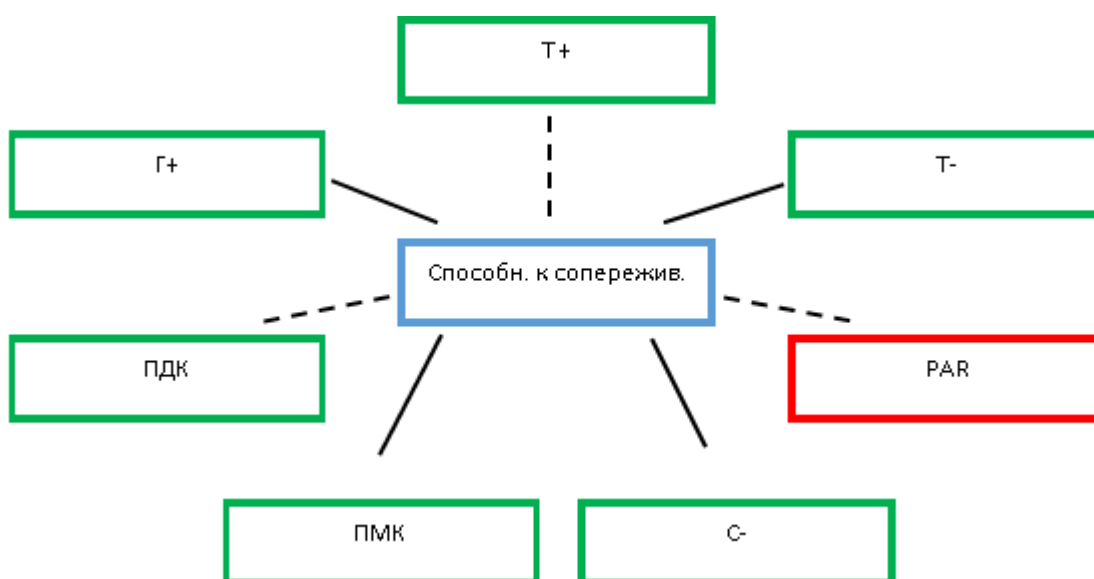 Т+
Г+
Т-
Способн. к сопережив.
ПДК
PAR
ПМК
С-